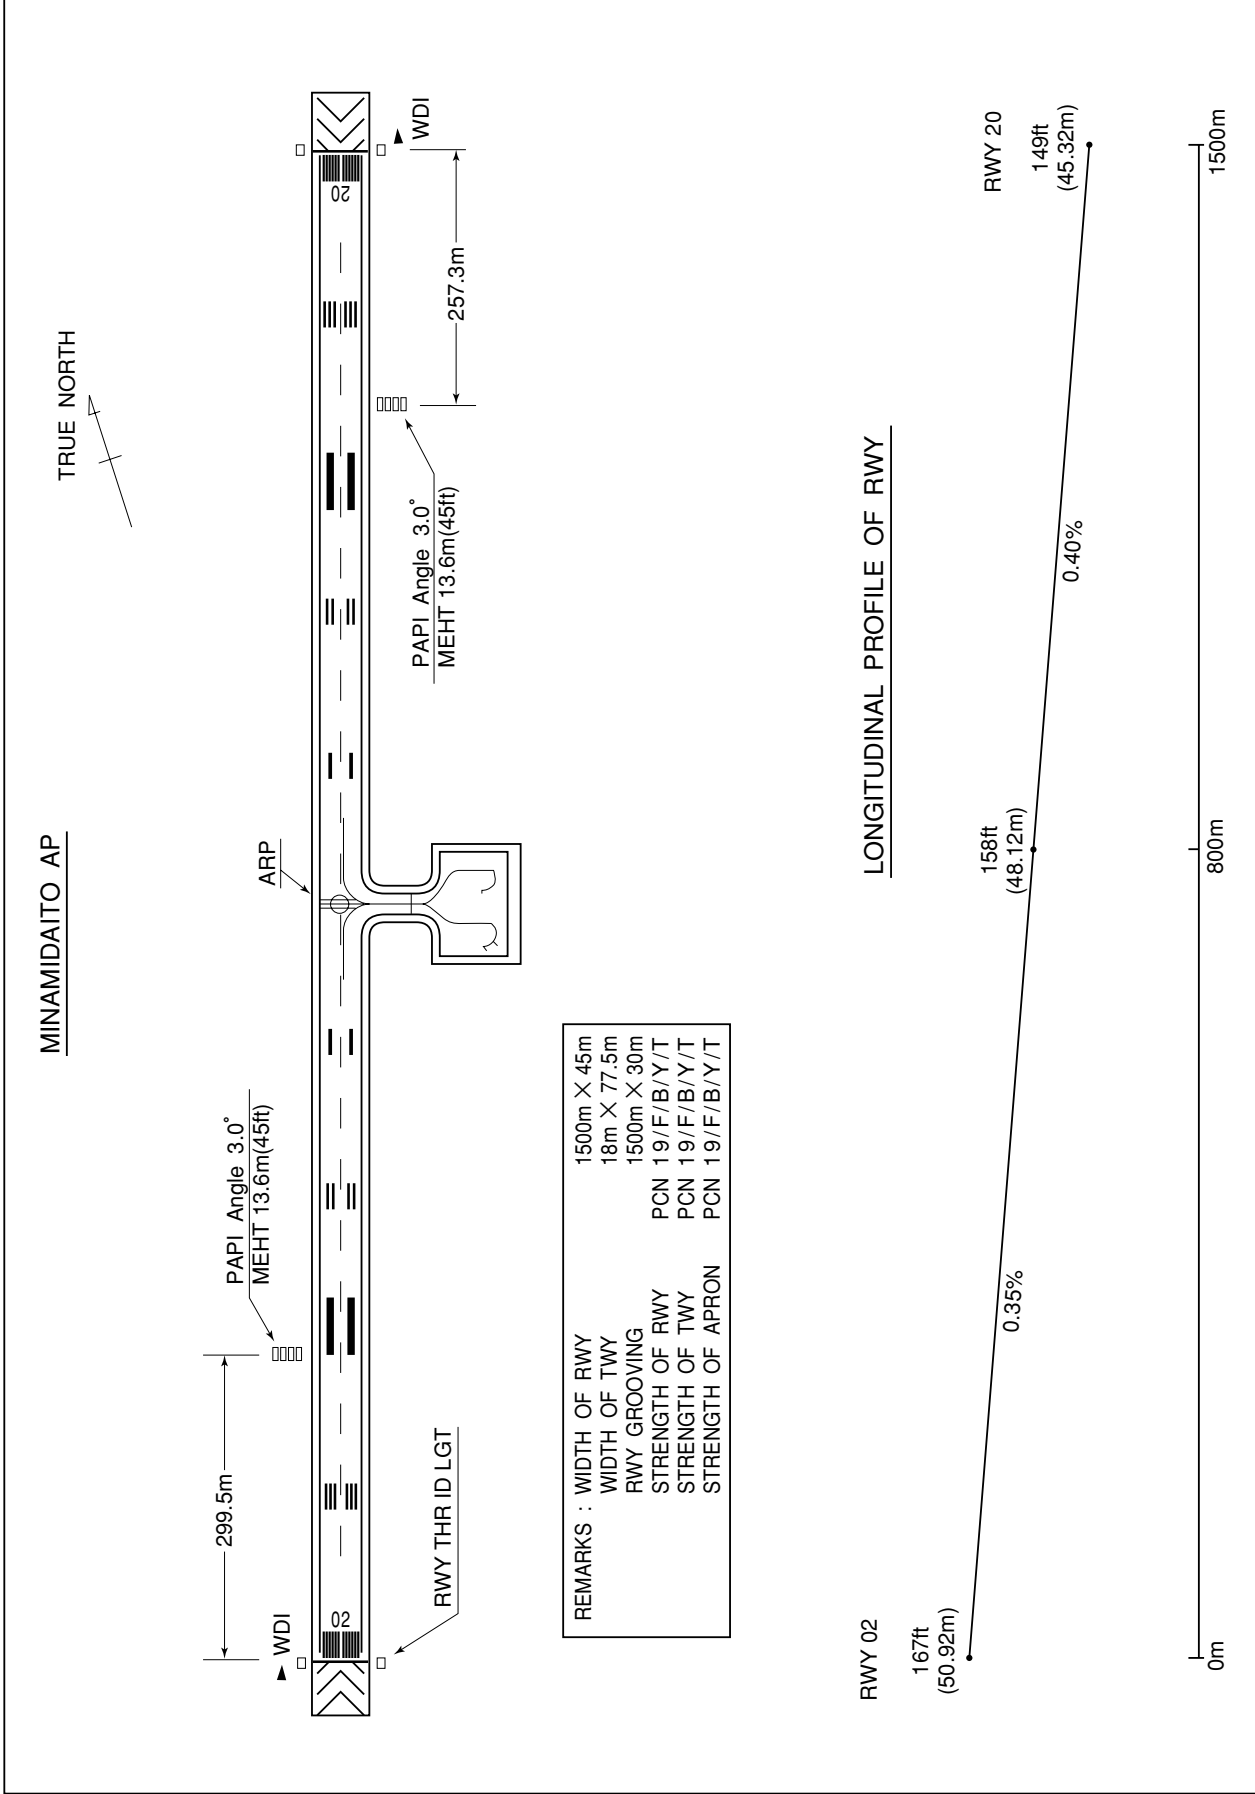 MINAMIDAITO AP
TRUE NORTH
PAPI Angle 3.0°
MEHT 13.6m(45ft)
299.5m
ARP
WDI
02
20
WDI
257.3m
RWY THR ID LGT
PAPI Angle 3.0°
MEHT 13.6m(45ft)
REMARKS : WIDTH OF RWY 1500m × 45m
WIDTH OF TWY 18m × 77.5m
RWY GROOVING 1500m × 30m
STRENGTH OF RWY PCN 19/F/B/Y/T
STRENGTH OF TWY PCN 19/F/B/Y/T
STRENGTH OF APRON PCN 19/F/B/Y/T
LONGITUDINAL PROFILE OF RWY
RWY 02
167ft
(50.92m)
0.35%
158ft
(48.12m)
0.40%
RWY 20
149ft
(45.32m)
0m
800m
1500m